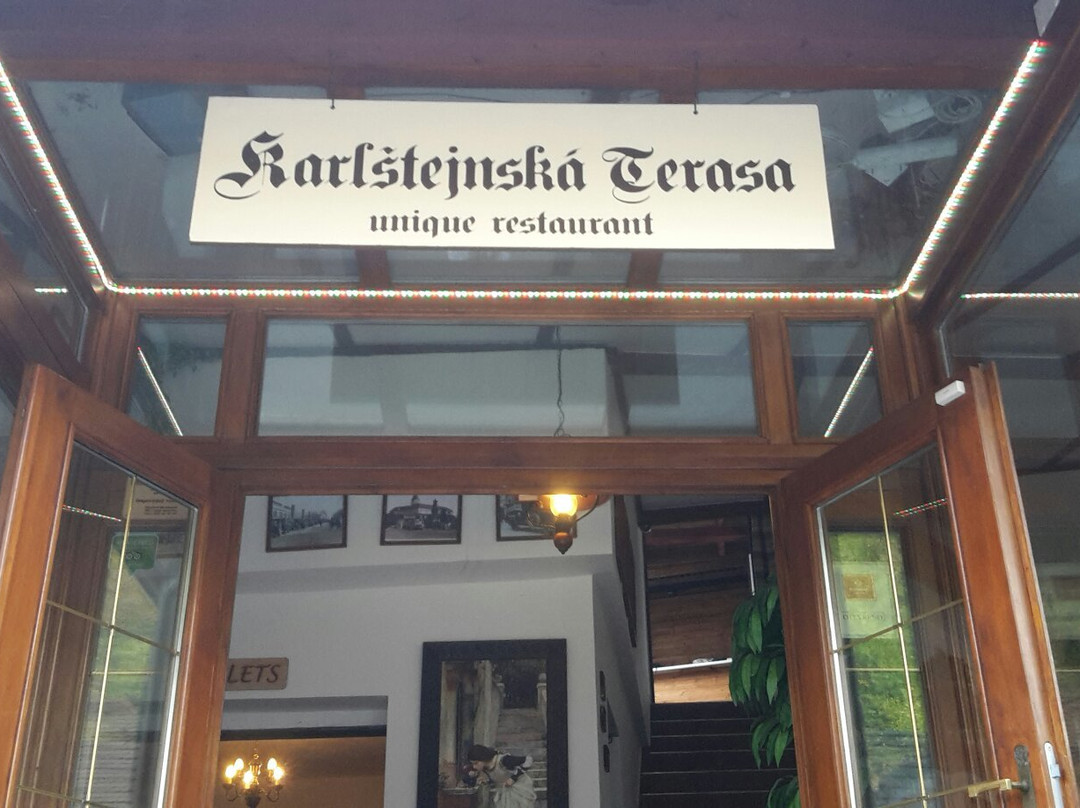 Karlštejnská Terasa
unique restaurant
LETS